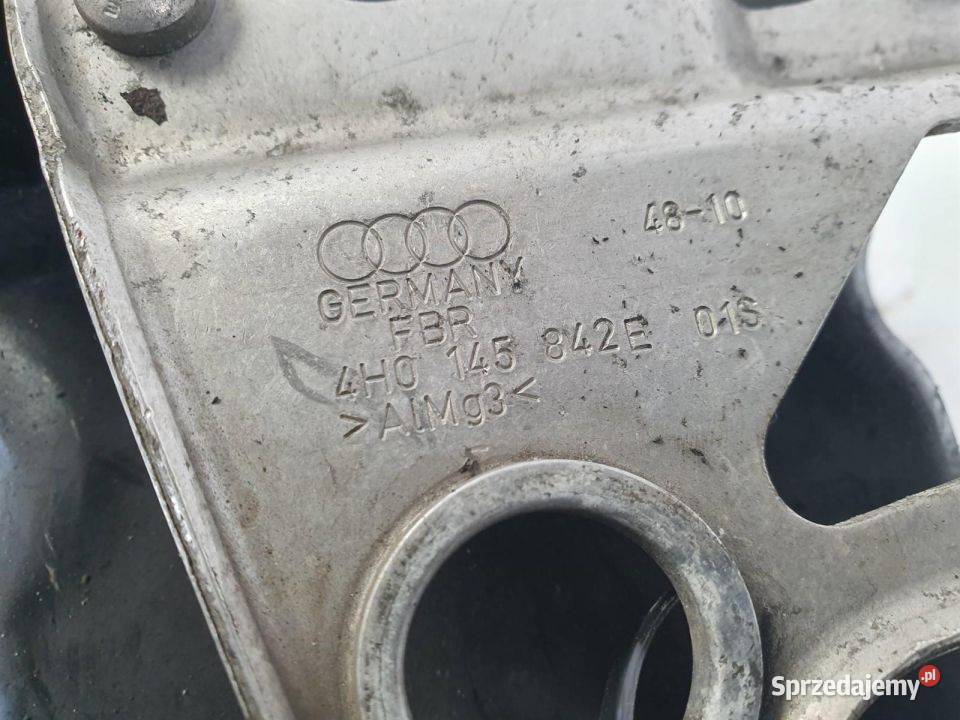 48-10
GERMANY
FBR
4H0 145 842E 01S
>AlMg3<
Sprzedajemy.pl